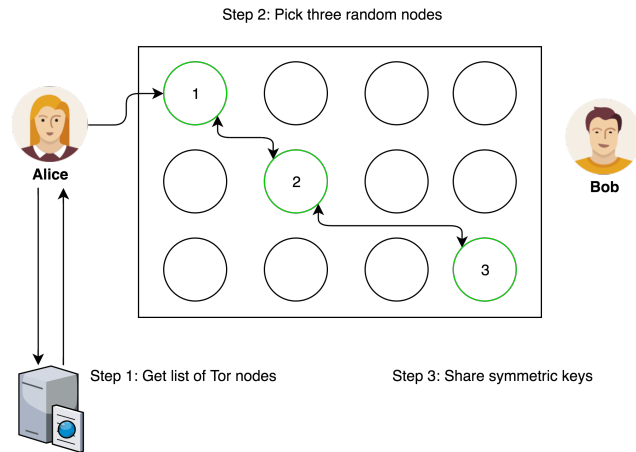 Step 2: Pick three random nodes
1
Alice
2
Bob
3
Step 1: Get list of Tor nodes
Step 3: Share symmetric keys